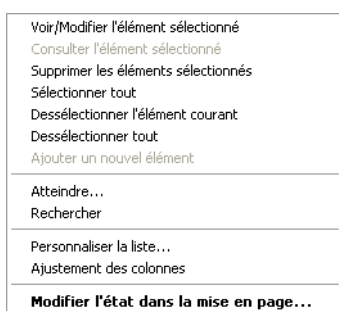 Voir/Modifier l'élément sélectionné
Consulter l'élément sélectionné
Supprimer les éléments sélectionnés
Sélectionner tout
Dessélectionner l'élément courant
Dessélectionner tout
Ajouter un nouvel élément
Atteindre...
Rechercher
Personnaliser la liste...
Ajustement des colonnes
Modifier l'état dans la mise en page...